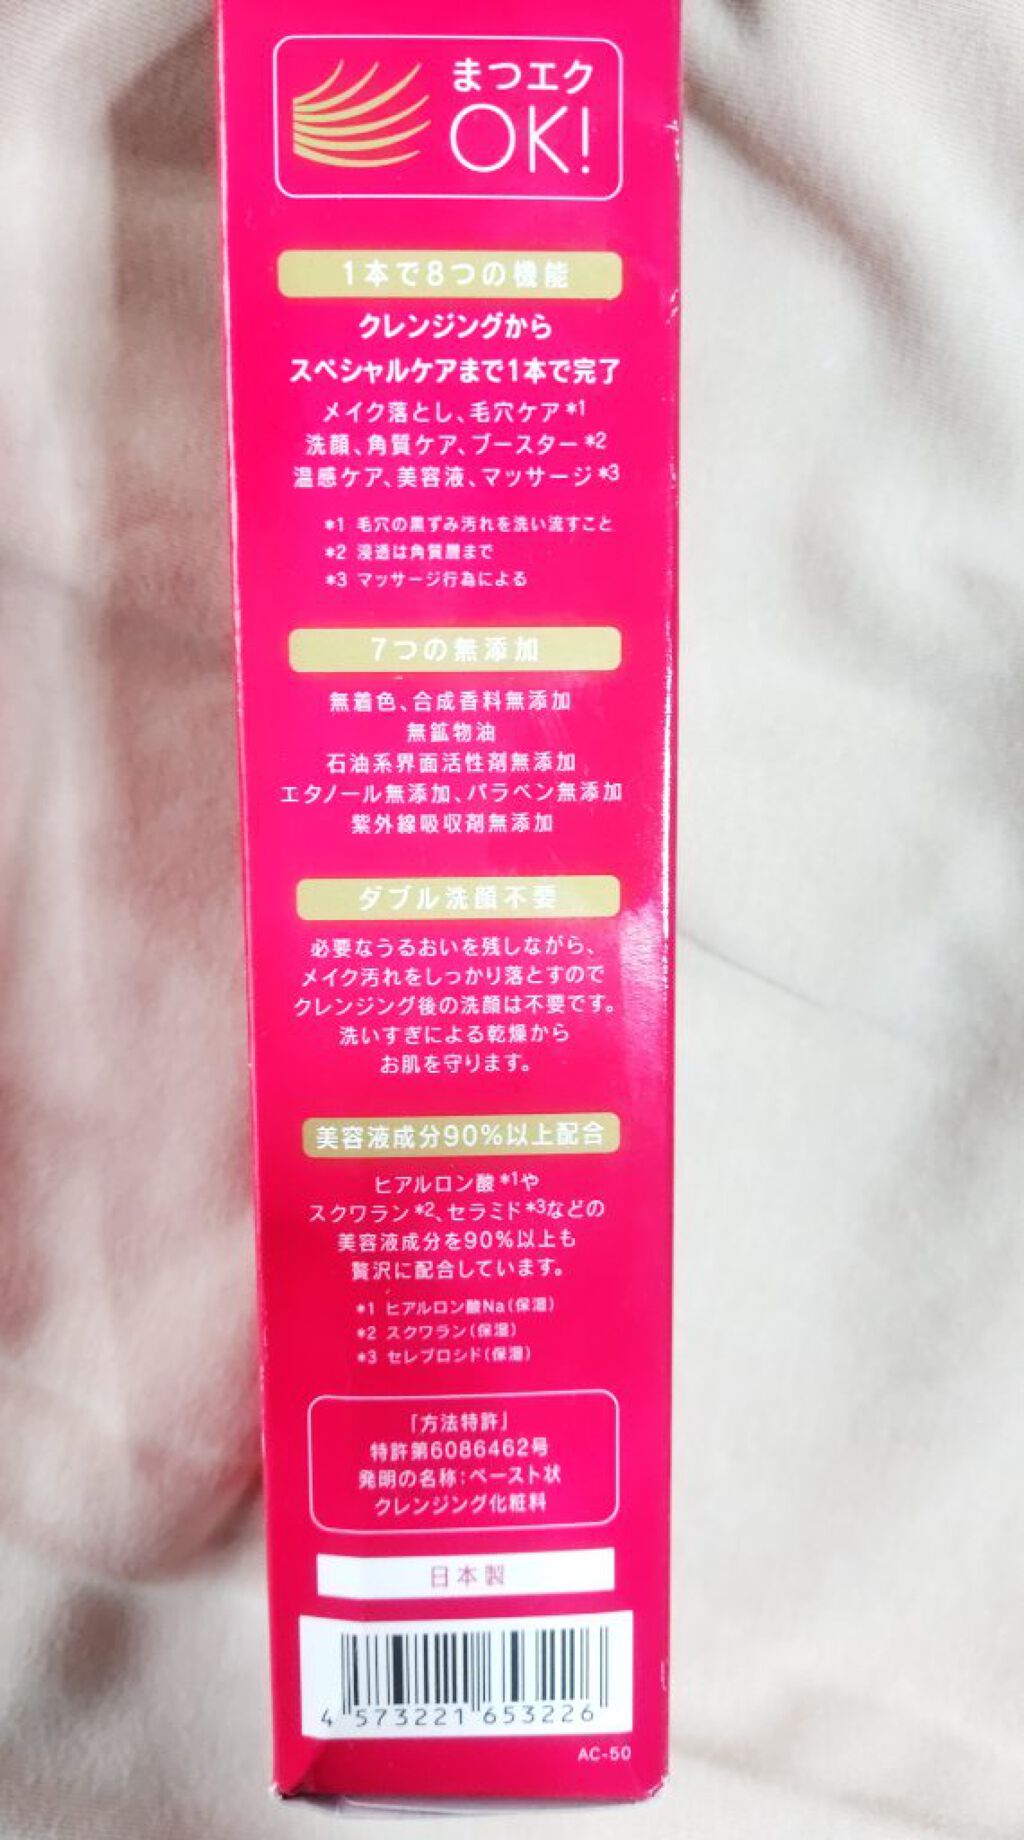 まつエク
OK!
1本で8つの機能
クレンジングから
スペシャルケアまで1本で完了
メイク落とし、毛穴ケア*1
洗顔、角質ケア、ブースター*2
温感ケア、美容液、マッサージ*3
*1 毛穴の黒ずみ汚れを洗い流すこと
*2 浸透は角質層まで
*3 マッサージ行為による
7つの無添加
無着色、合成香料無添加
無鉱物油
石油系界面活性剤無添加
エタノール無添加、パラベン無添加
紫外線吸収剤無添加
ダブル洗顔不要
必要なうるおいを残しながら、
メイク汚れをしっかり落とすので
クレンジング後の洗顔は不要です。
洗いすぎによる乾燥から
お肌を守ります。
美容液成分90%以上配合
ヒアルロン酸*1や
スクワラン*2、セラミド*3などの
美容液成分を90%以上も
贅沢に配合しています。
*1 ヒアルロン酸Na(保湿)
*2 スクワラン(保湿)
*3 セレブロシド(保湿)
「方法特許」
特許第6086462号
発明の名称:ペースト状
クレンジング化粧料
日本製
4 573221 653226
AC-50